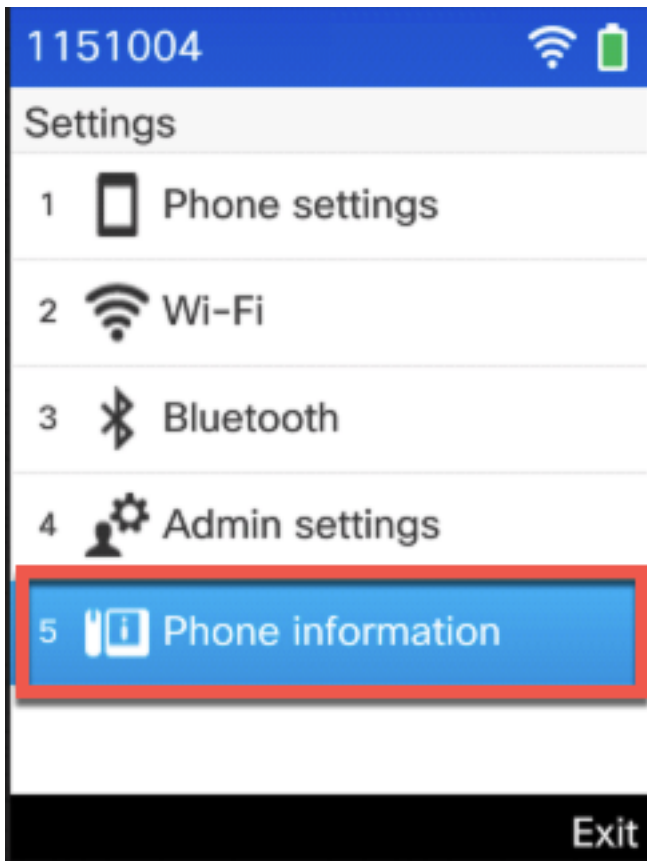 1151004
Settings
1 Phone settings
2 Wi-Fi
3 Bluetooth
4 Admin settings
5 Phone information
Exit